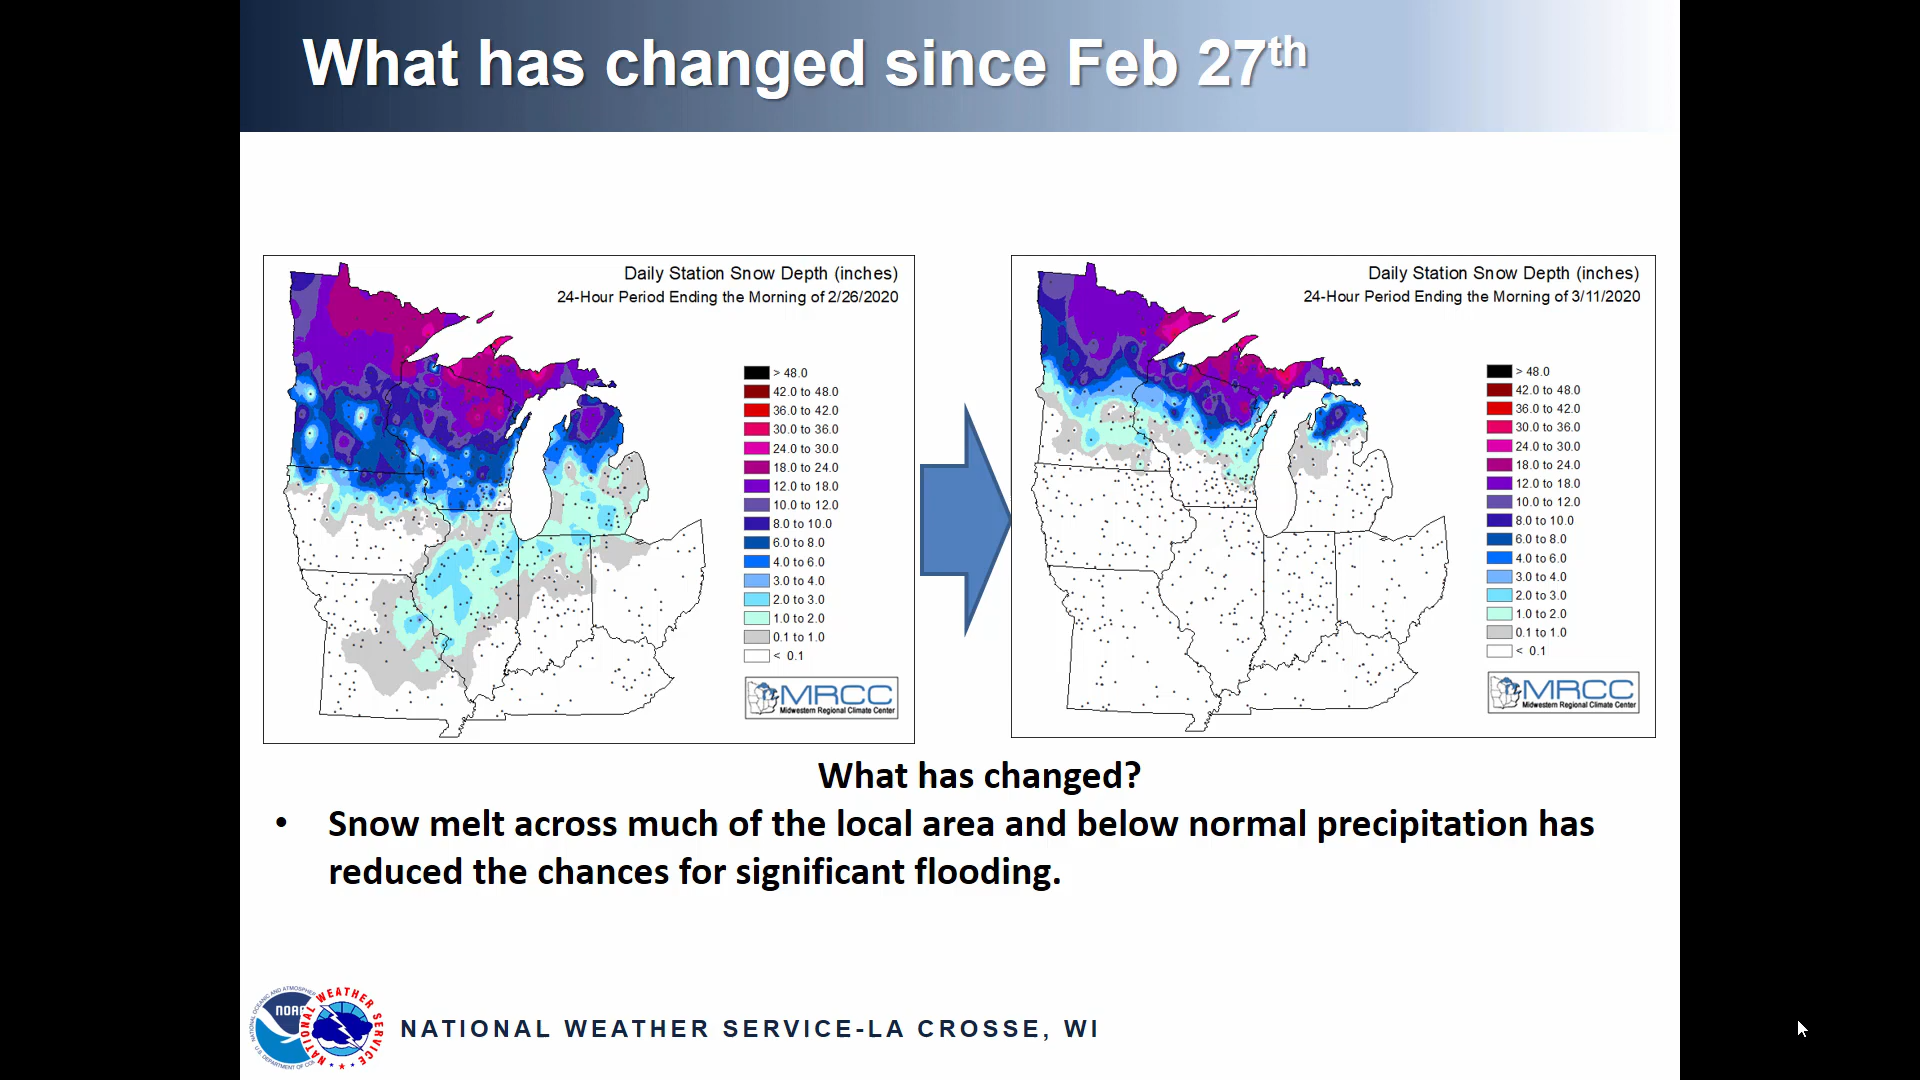 What has changed since Feb 27th
Daily Station Snow Depth (inches)
24-Hour Period Ending the Morning of 2/26/2020
> 48.0
42.0 to 48.0
36.0 to 42.0
30.0 to 36.0
24.0 to 30.0
18.0 to 24.0
12.0 to 18.0
10.0 to 12.0
8.0 to 10.0
6.0 to 8.0
4.0 to 6.0
3.0 to 4.0
2.0 to 3.0
1.0 to 2.0
0.1 to 1.0
< 0.1
MRCC
Midwestern Regional Climate Center
Daily Station Snow Depth (inches)
24-Hour Period Ending the Morning of 3/11/2020
> 48.0
42.0 to 48.0
36.0 to 42.0
30.0 to 36.0
24.0 to 30.0
18.0 to 24.0
12.0 to 18.0
10.0 to 12.0
8.0 to 10.0
6.0 to 8.0
4.0 to 6.0
3.0 to 4.0
2.0 to 3.0
1.0 to 2.0
0.1 to 1.0
< 0.1
MRCC
Midwestern Regional Climate Center
What has changed?
• Snow melt across much of the local area and below normal precipitation has
reduced the chances for significant flooding.
NATIONAL WEATHER SERVICE
NATIONAL WEATHER SERVICE-LA CROSSE, WI